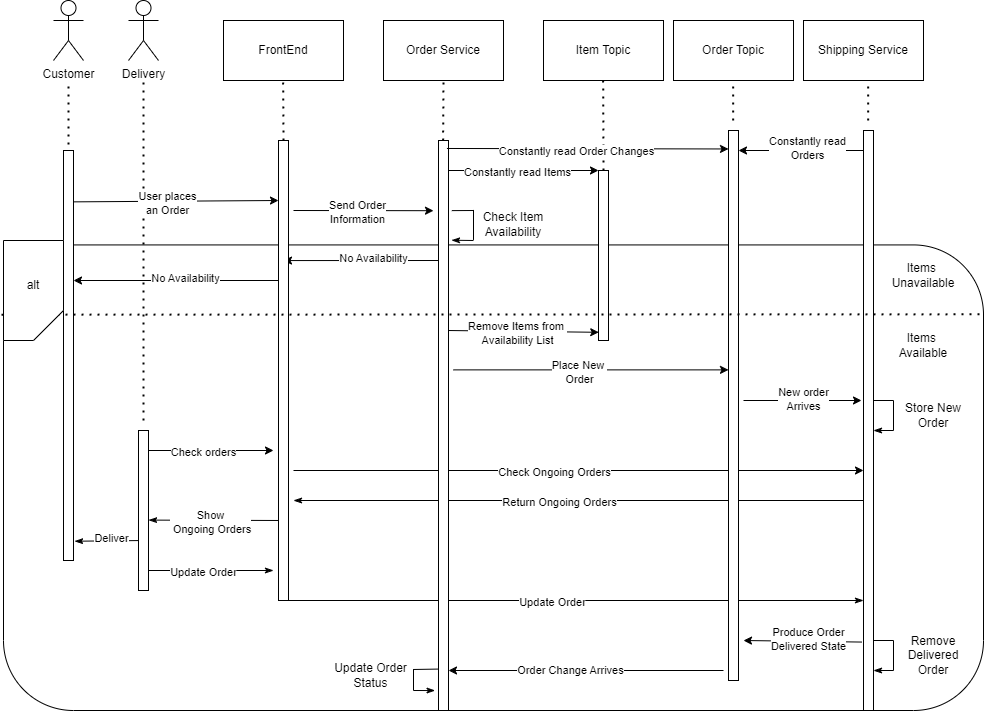 Customer
Delivery
FrontEnd
Order Service
Item Topic
Order Topic
Shipping Service
Constantly read Order Changes
Constantly read
Orders
Constantly read Items
User places
an Order
Send Order
Information
Check Item
Availability
alt
No Availability
No Availability
Items
Unavailable
Remove Items from
Availability List
Items
Available
Place New
Order
New order
Arrives
Store New
Order
Check orders
Check Ongoing Orders
Return Ongoing Orders
Show
Ongoing Orders
Deliver
Update Order
Update Order
Produce Order
Delivered State
Remove
Delivered
Order
Order Change Arrives
Update Order
Status